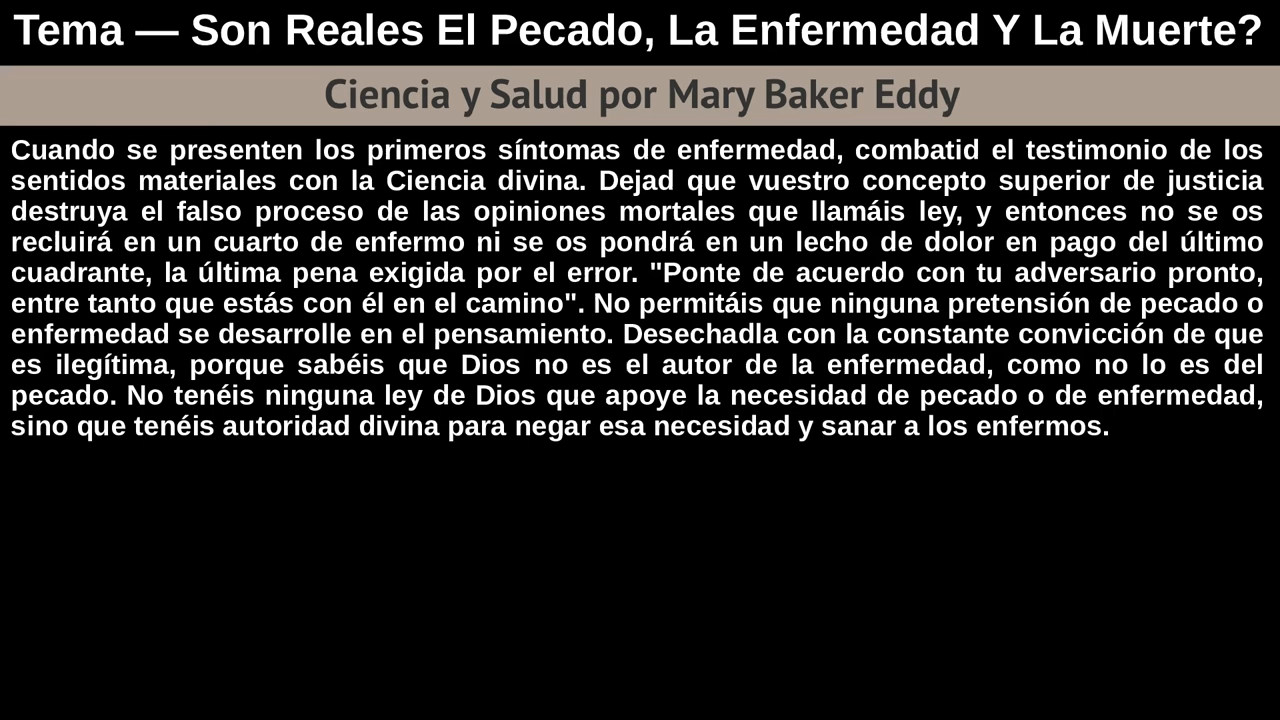 Tema — Son Reales El Pecado, La Enfermedad Y La Muerte?
Ciencia y Salud por Mary Baker Eddy
Cuando se presenten los primeros síntomas de enfermedad, combatid el testimonio de los
sentidos materiales con la Ciencia divina. Dejad que vuestro concepto superior de justicia
destruya el falso proceso de las opiniones mortales que llamáis ley, y entonces no se os
recluirá en un cuarto de enfermo ni se os pondrá en un lecho de dolor en pago del último
cuadrante, la última pena exigida por el error. "Ponte de acuerdo con tu adversario pronto,
entre tanto que estás con él en el camino". No permitáis que ninguna pretensión de pecado o
enfermedad se desarrolle en el pensamiento. Desechadla con la constante convicción de que
es ilegítima, porque sabéis que Dios no es el autor de la enfermedad, como no lo es del
pecado. No tenéis ninguna ley de Dios que apoye la necesidad de pecado o de enfermedad,
sino que tenéis autoridad divina para negar esa necesidad y sanar a los enfermos.